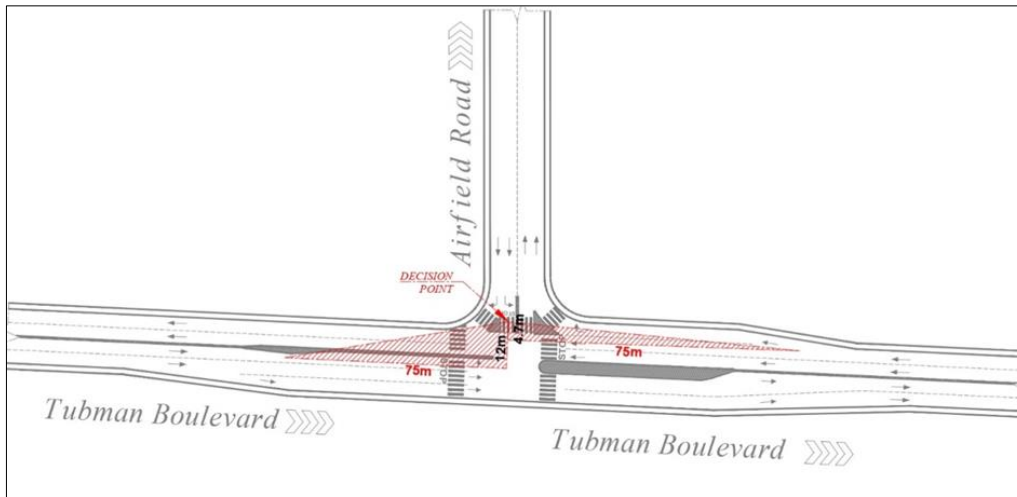 Airfield Road
DECISION
POINT
12m
4.7m
75m
75m
STOP
STOP
Tubman Boulevard
Tubman Boulevard